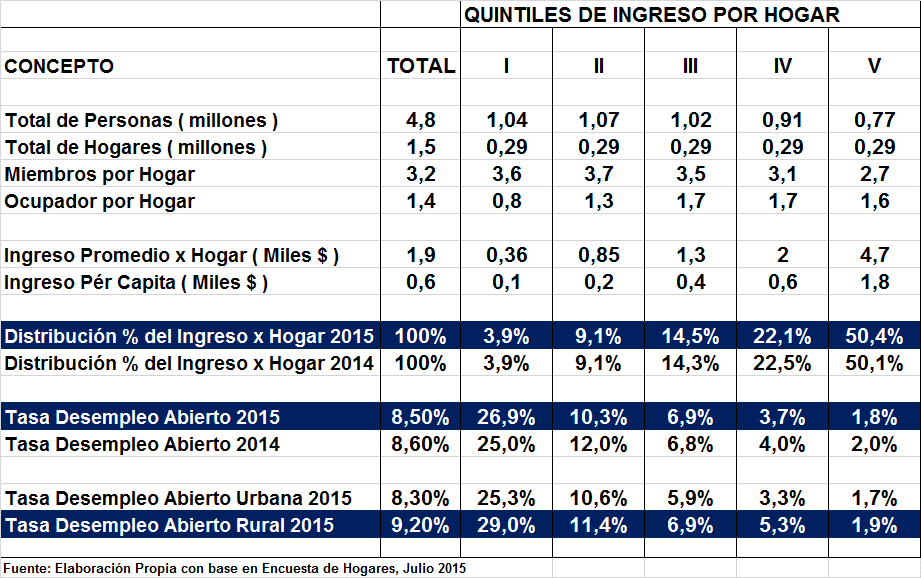 QUINTILES DE INGRESO POR HOGAR
CONCEPTO TOTAL I II III IV V
Total de Personas ( millones ) 4,8 1,04 1,07 1,02 0,91 0,77
Total de Hogares ( millones ) 1,5 0,29 0,29 0,29 0,29 0,29
Miembros por Hogar 3,2 3,6 3,7 3,5 3,1 2,7
Ocupador por Hogar 1,4 0,8 1,3 1,7 1,7 1,6
Ingreso Promedio x Hogar ( Miles $ ) 1,9 0,36 0,85 1,3 2 4,7
Ingreso Pér Capita ( Miles $ ) 0,6 0,1 0,2 0,4 0,6 1,8
Distribución % del Ingreso x Hogar 2015 100% 3,9% 9,1% 14,5% 22,1% 50,4%
Distribución % del Ingreso x Hogar 2014 100% 3,9% 9,1% 14,3% 22,5% 50,1%
Tasa Desempleo Abierto 2015 8,50% 26,9% 10,3% 6,9% 3,7% 1,8%
Tasa Desempleo Abierto 2014 8,60% 25,0% 12,0% 6,8% 4,0% 2,0%
Tasa Desempleo Abierto Urbana 2015 8,30% 25,3% 10,6% 5,9% 3,3% 1,7%
Tasa Desempleo Abierto Rural 2015 9,20% 29,0% 11,4% 6,9% 5,3% 1,9%
Fuente: Elaboración Propia con base en Encuesta de Hogares, Julio 2015